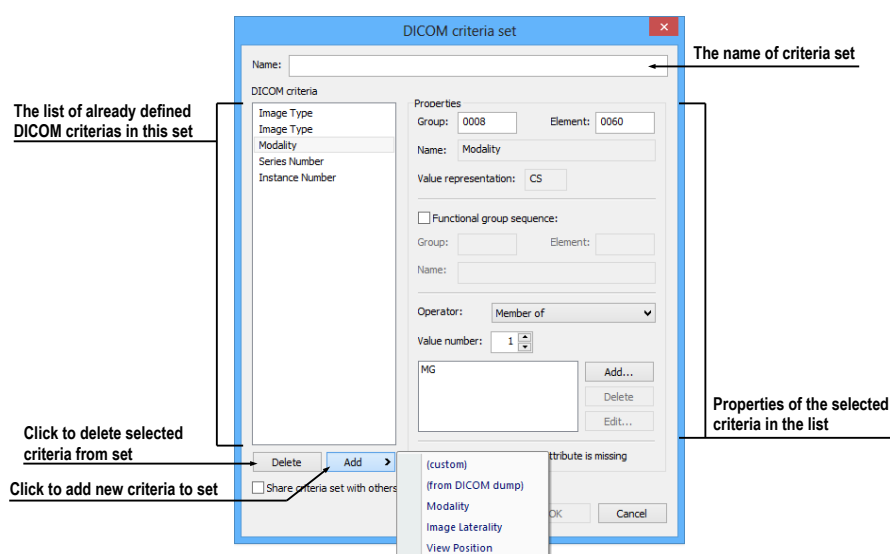 DICOM criteria set
Name:
The name of criteria set
DICOM criteria
The list of already defined
DICOM criterias in this set
Image Type
Image Type
Modality
Series Number
Instance Number
Properties
Group: 0008 Element: 0060
Name: Modality
Value representation: CS
Functional group sequence:
Group: Element:
Name:
Operator: Member of
Value number: 1
MG
Add...
Delete
Edit...
Properties of the selected
criteria in the list
Click to delete selected
criteria from set
Delete Add
attribute is missing
Click to add new criteria to set
Share criteria set with others
(custom)
(from DICOM dump)
Modality
Image Laterality
View Position
OK Cancel